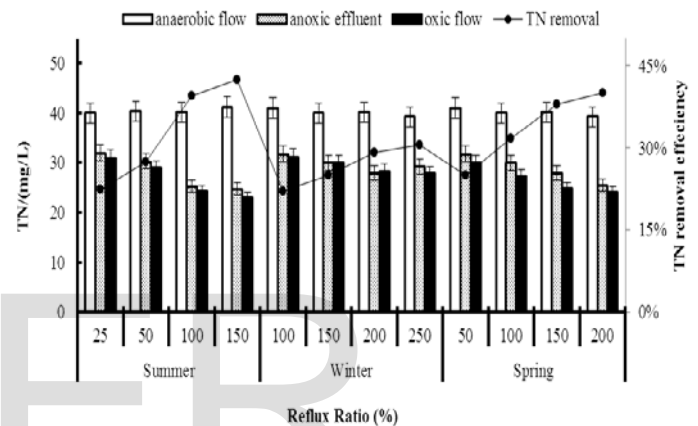 anaerobic flow anoxic effluent oxic flow TN removal
50
40
30
20
10
0
TN/(mg/L)
45%
30%
15%
0%
TN removal effeciency
25 50 100 150 100 150 200 250 50 100 150 200
Summer Winter Spring
Reflux Ratio (%)